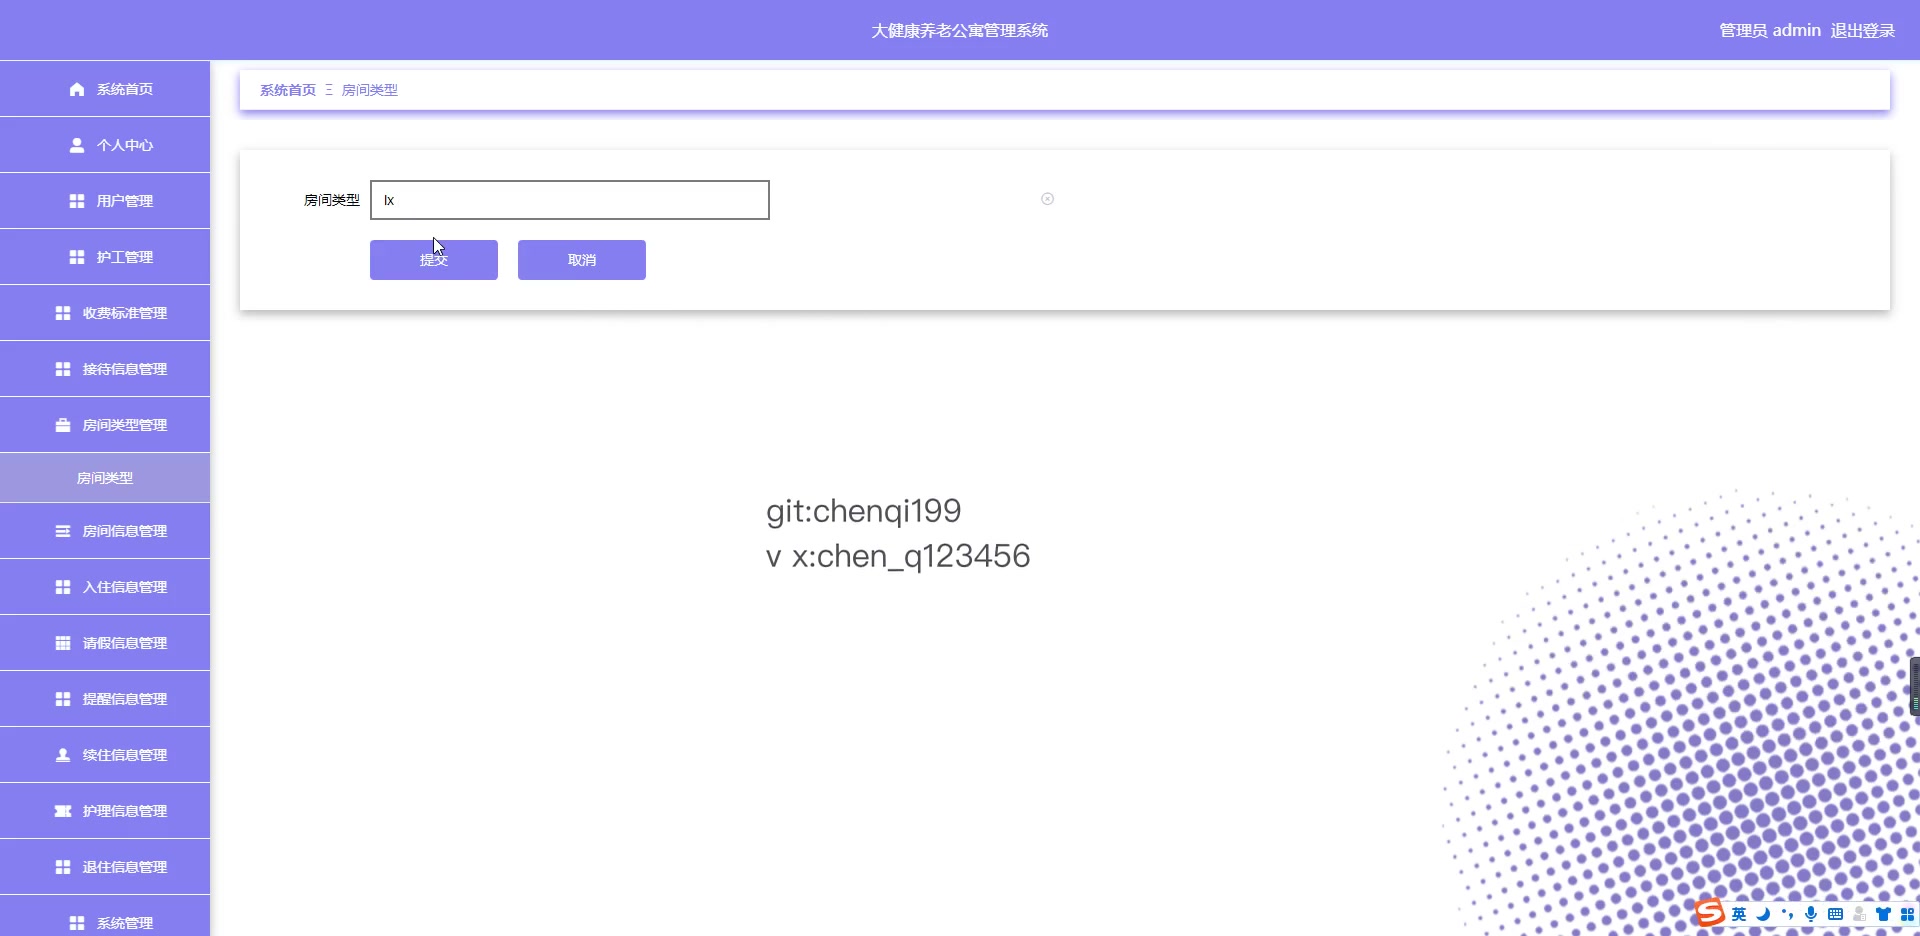 大健康养老公寓管理系统
管理员 admin 退出登录
系统首页
个人中心
用户管理
护工管理
收费标准管理
接待信息管理
房间类型管理
房间类型
房间信息管理
入住信息管理
请假信息管理
提醒信息管理
续住信息管理
护理信息管理
退住信息管理
系统管理
系统首页 Ξ 房间类型
房间类型 lx
提交 取消
git:chenqi199
v x:chen_q123456
英